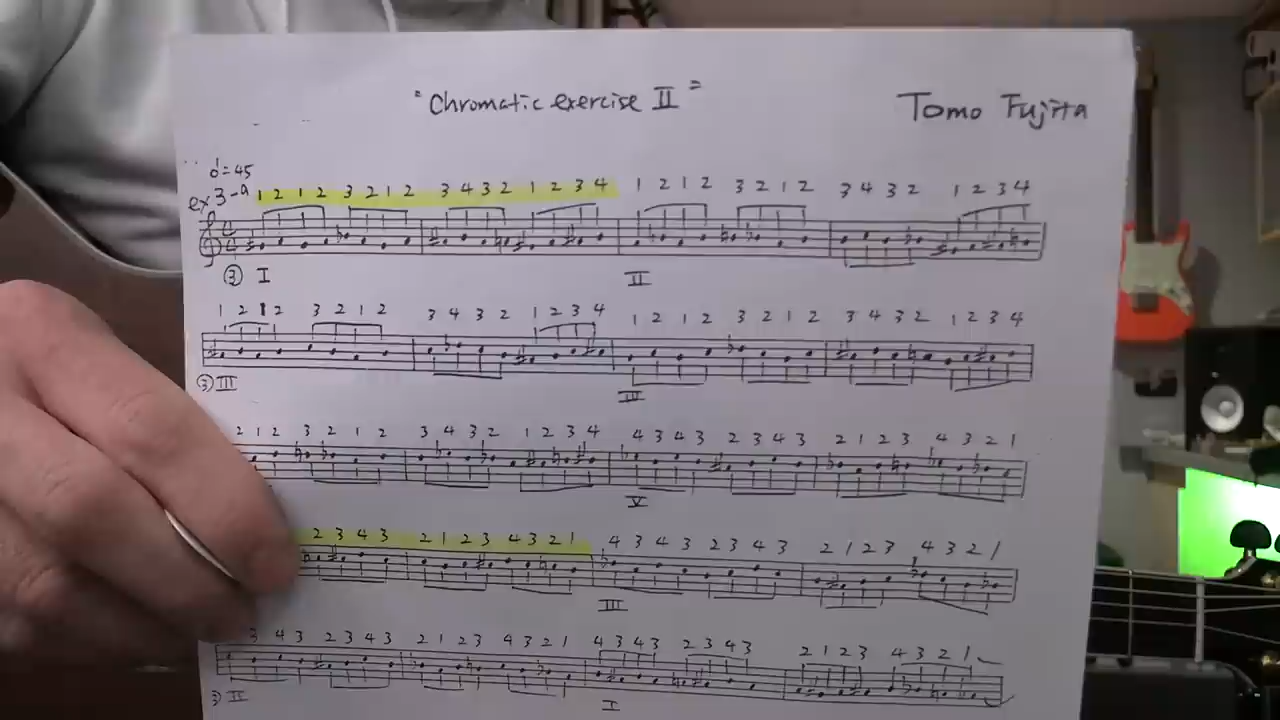 "Chromatic exercise II"
Tomo Fujita
d=45
ex 3-a 1 2 1 2 3 2 1 2 3 4 3 2 1 2 3 4 1 2 1 2 3 2 1 2 3 4 3 2 1 2 3 4
③ I II
1 2 1 2 3 2 1 2 3 4 3 2 1 2 3 4 1 2 1 2 3 2 1 2 3 4 3 2 1 2 3 4
③ III III
2 1 2 3 2 1 2 3 4 3 2 1 2 3 4 4 3 4 3 2 3 4 3 2 1 2 3 4 3 2 1
V
2 3 4 3 2 1 2 3 4 3 2 1 4 3 4 3 2 3 4 3 2 1 2 3 4 3 2 1
III
3 4 3 2 3 4 3 2 1 2 3 4 3 2 1 4 3 4 3 2 3 4 3 2 1 2 3 4 3 2 1
II I